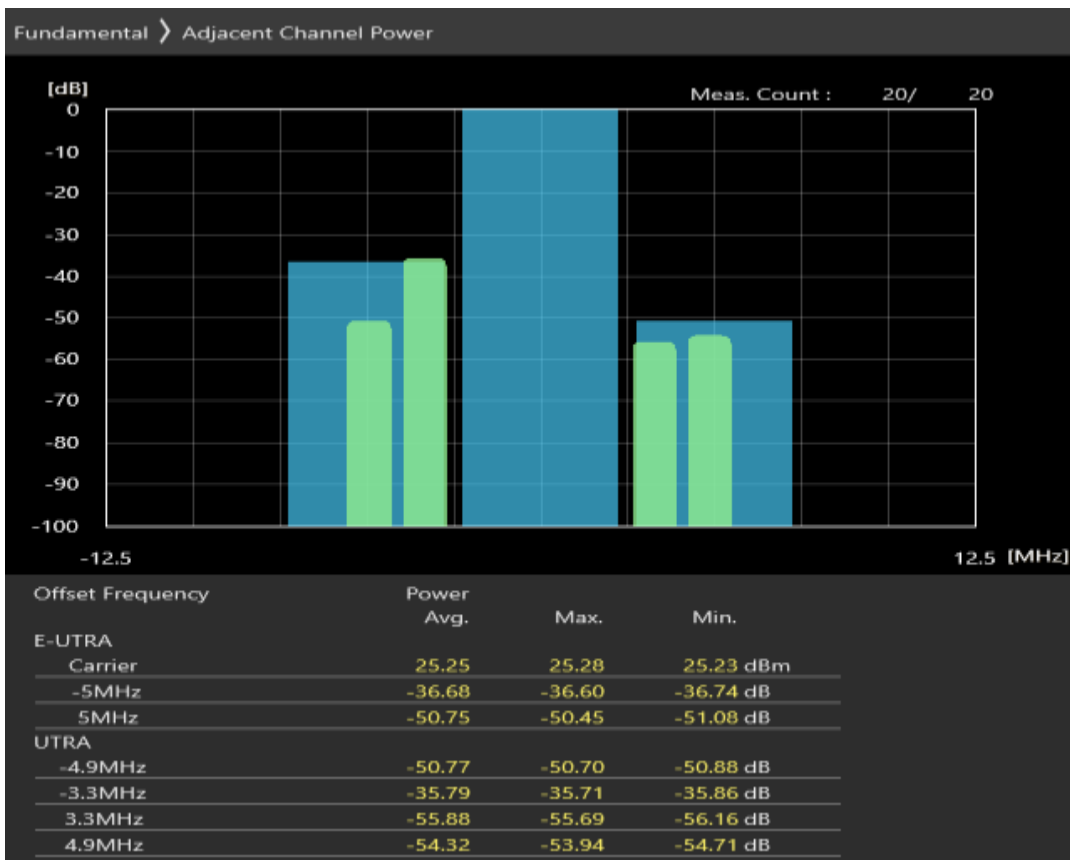 Fundamental ❯ Adjacent Channel Power
[dB]
Meas. Count : 20/ 20
0
-10
-20
-30
-40
-50
-60
-70
-80
-90
-100
-12.5 12.5 [MHz]
Offset Frequency Power
Avg. Max. Min.
E-UTRA
Carrier 25.25 25.28 25.23 dBm
-5MHz -36.68 -36.60 -36.74 dB
5MHz -50.75 -50.45 -51.08 dB
UTRA
-4.9MHz -50.77 -50.70 -50.88 dB
-3.3MHz -35.79 -35.71 -35.86 dB
3.3MHz -55.88 -55.69 -56.16 dB
4.9MHz -54.32 -53.94 -54.71 dB